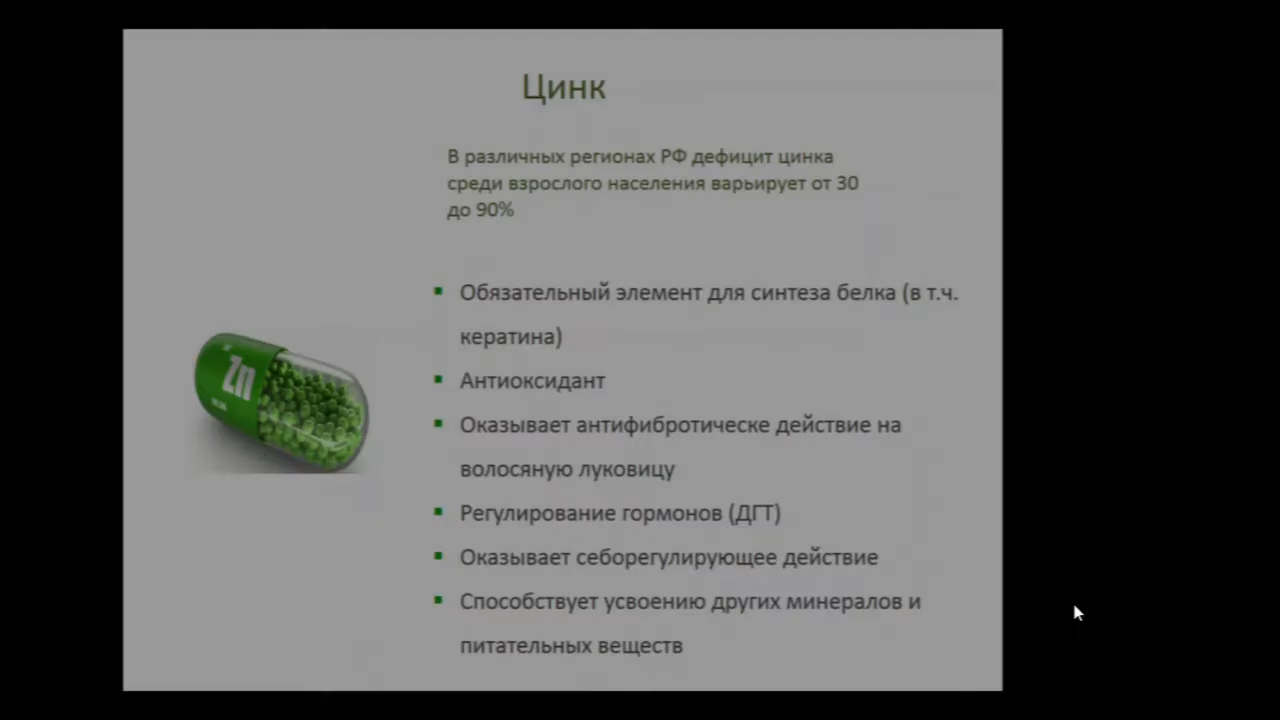 Цинк
В различных регионах РФ дефицит цинка
среди взрослого населения варьирует от 30
до 90%
Обязательный элемент для синтеза белка (в т.ч.
кератина)
Антиоксидант
Оказывает антифибротическе действие на
волосяную луковицу
Регулирование гормонов (ДГТ)
Оказывает себорегулирующее действие
Способствует усвоению других минералов и
питательных веществ
Zn